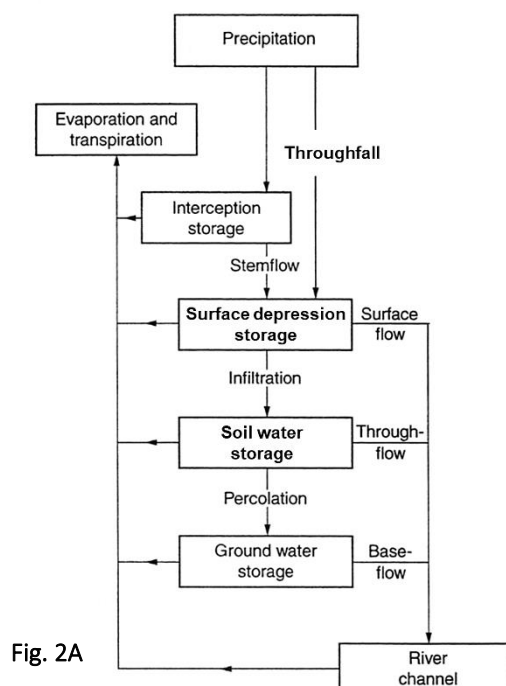 Precipitation
Evaporation and
transpiration
Throughfall
Interception
storage
Stemflow
Surface depression
storage
Surface
flow
Infiltration
Soil water
storage
Through-
flow
Percolation
Ground water
storage
Base-
flow
Fig. 2A
River
channel